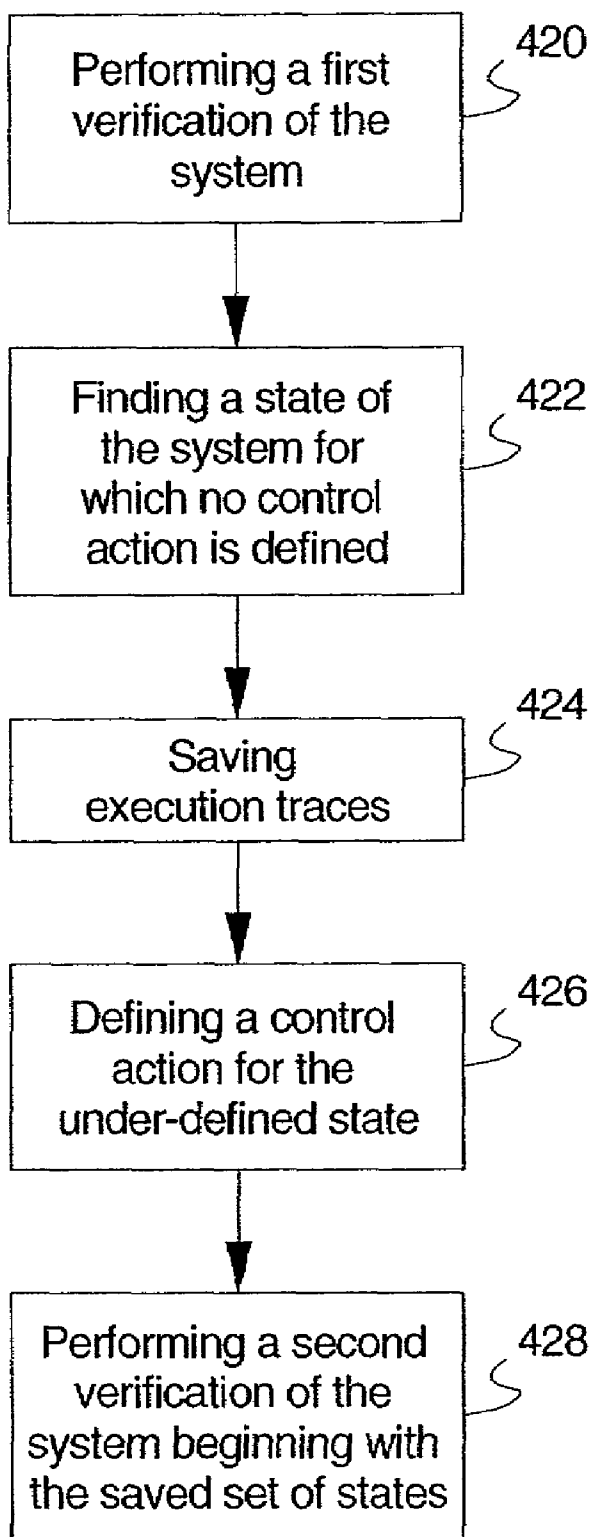 Performing a first
verification of the
system
420
Finding a state of
the system for
which no control
action is defined
422
Saving
execution traces
424
Defining a control
action for the
under-defined state
426
Performing a second
verification of the
system beginning with
the saved set of states
428